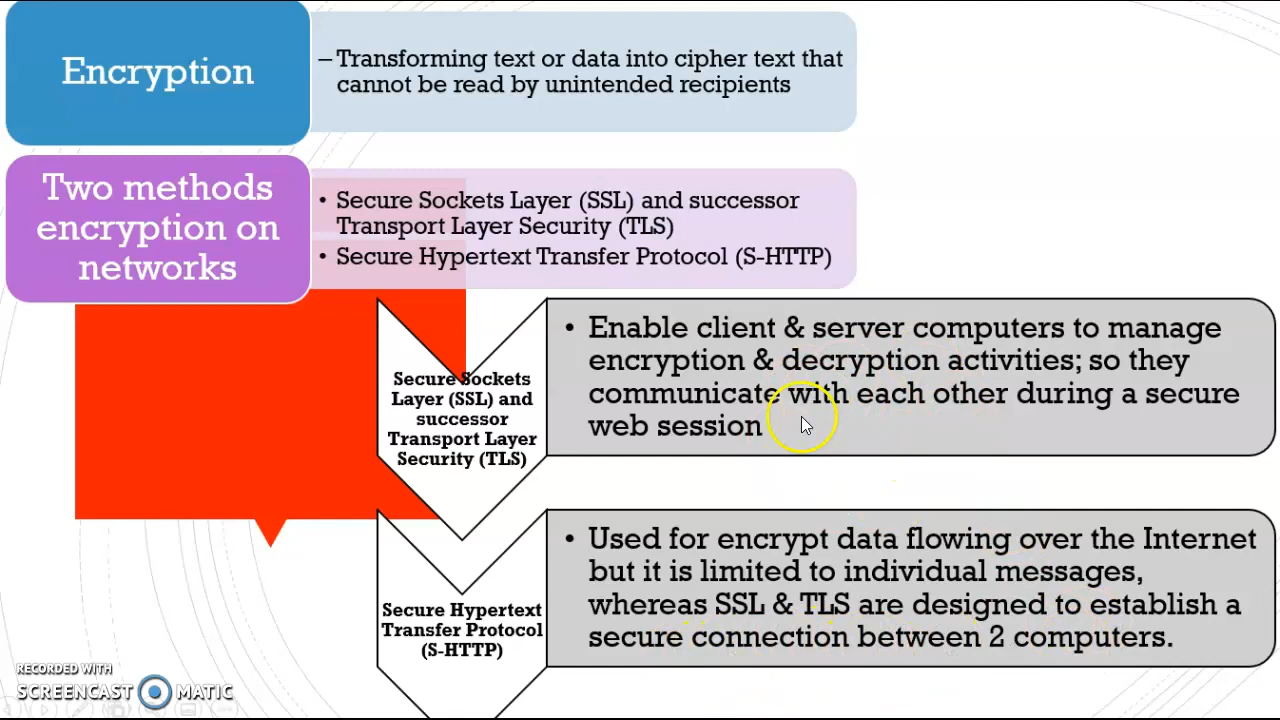 Encryption
– Transforming text or data into cipher text that
cannot be read by unintended recipients
Two methods
encryption on
networks
• Secure Sockets Layer (SSL) and successor
Transport Layer Security (TLS)
• Secure Hypertext Transfer Protocol (S-HTTP)
Secure Sockets
Layer (SSL) and
successor
Transport Layer
Security (TLS)
• Enable client & server computers to manage
encryption & decryption activities; so they
communicate with each other during a secure
web session
Secure Hypertext
Transfer Protocol
(S-HTTP)
• Used for encrypt data flowing over the Internet
but it is limited to individual messages,
whereas SSL & TLS are designed to establish a
secure connection between 2 computers.
RECORDED WITH
SCREENCAST MATIC